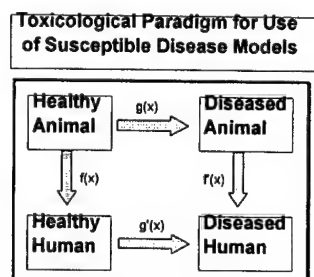 Toxicological Paradigm for Use
of Susceptible Disease Models
Healthy
Animal
g(x)
Diseased
Animal
f(x)
f'(x)
Healthy
Human
g'(x)
Diseased
Human